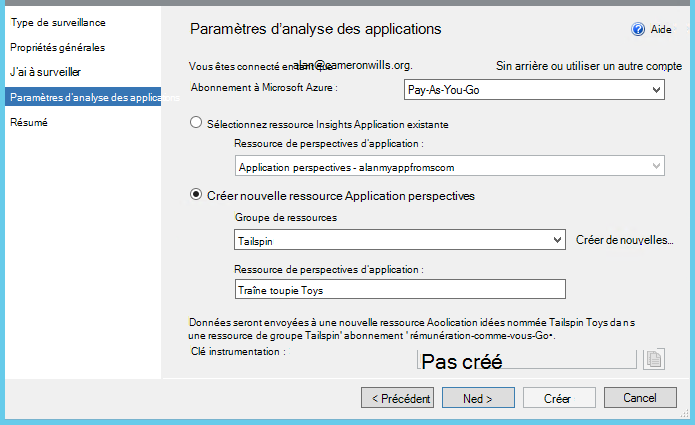 Type de surveillance
Propriétés générales
J'ai à surveiller
Paramètres d'analyse des applications
Résumé
Paramètres d'analyse des applications
Aide
Vous êtes connecté en tant que alan@cameronwills.org.
Sin arrière ou utiliser un autre compte
Abonnement à Microsoft Azure :
Pay-As-You-Go
Sélectionnez ressource Insights Application existante
Ressource de perspectives d'application :
Application perspectives - alanmyappfromscom
Créer nouvelle ressource Application perspectives
Groupe de ressources
Tailspin
Créer de nouvelles...
Ressource de perspectives d'application :
Traîne toupie Toys
Données seront envoyées à une nouvelle ressource Aoolication idées nommée Tailspin Toys dans
une ressource de groupe Tailspin' abonnement ' rémunération-comme-vous-Go•.
Clé instrumentation :
Pas créé
< Précédent
Ned >
Créer
Cancel